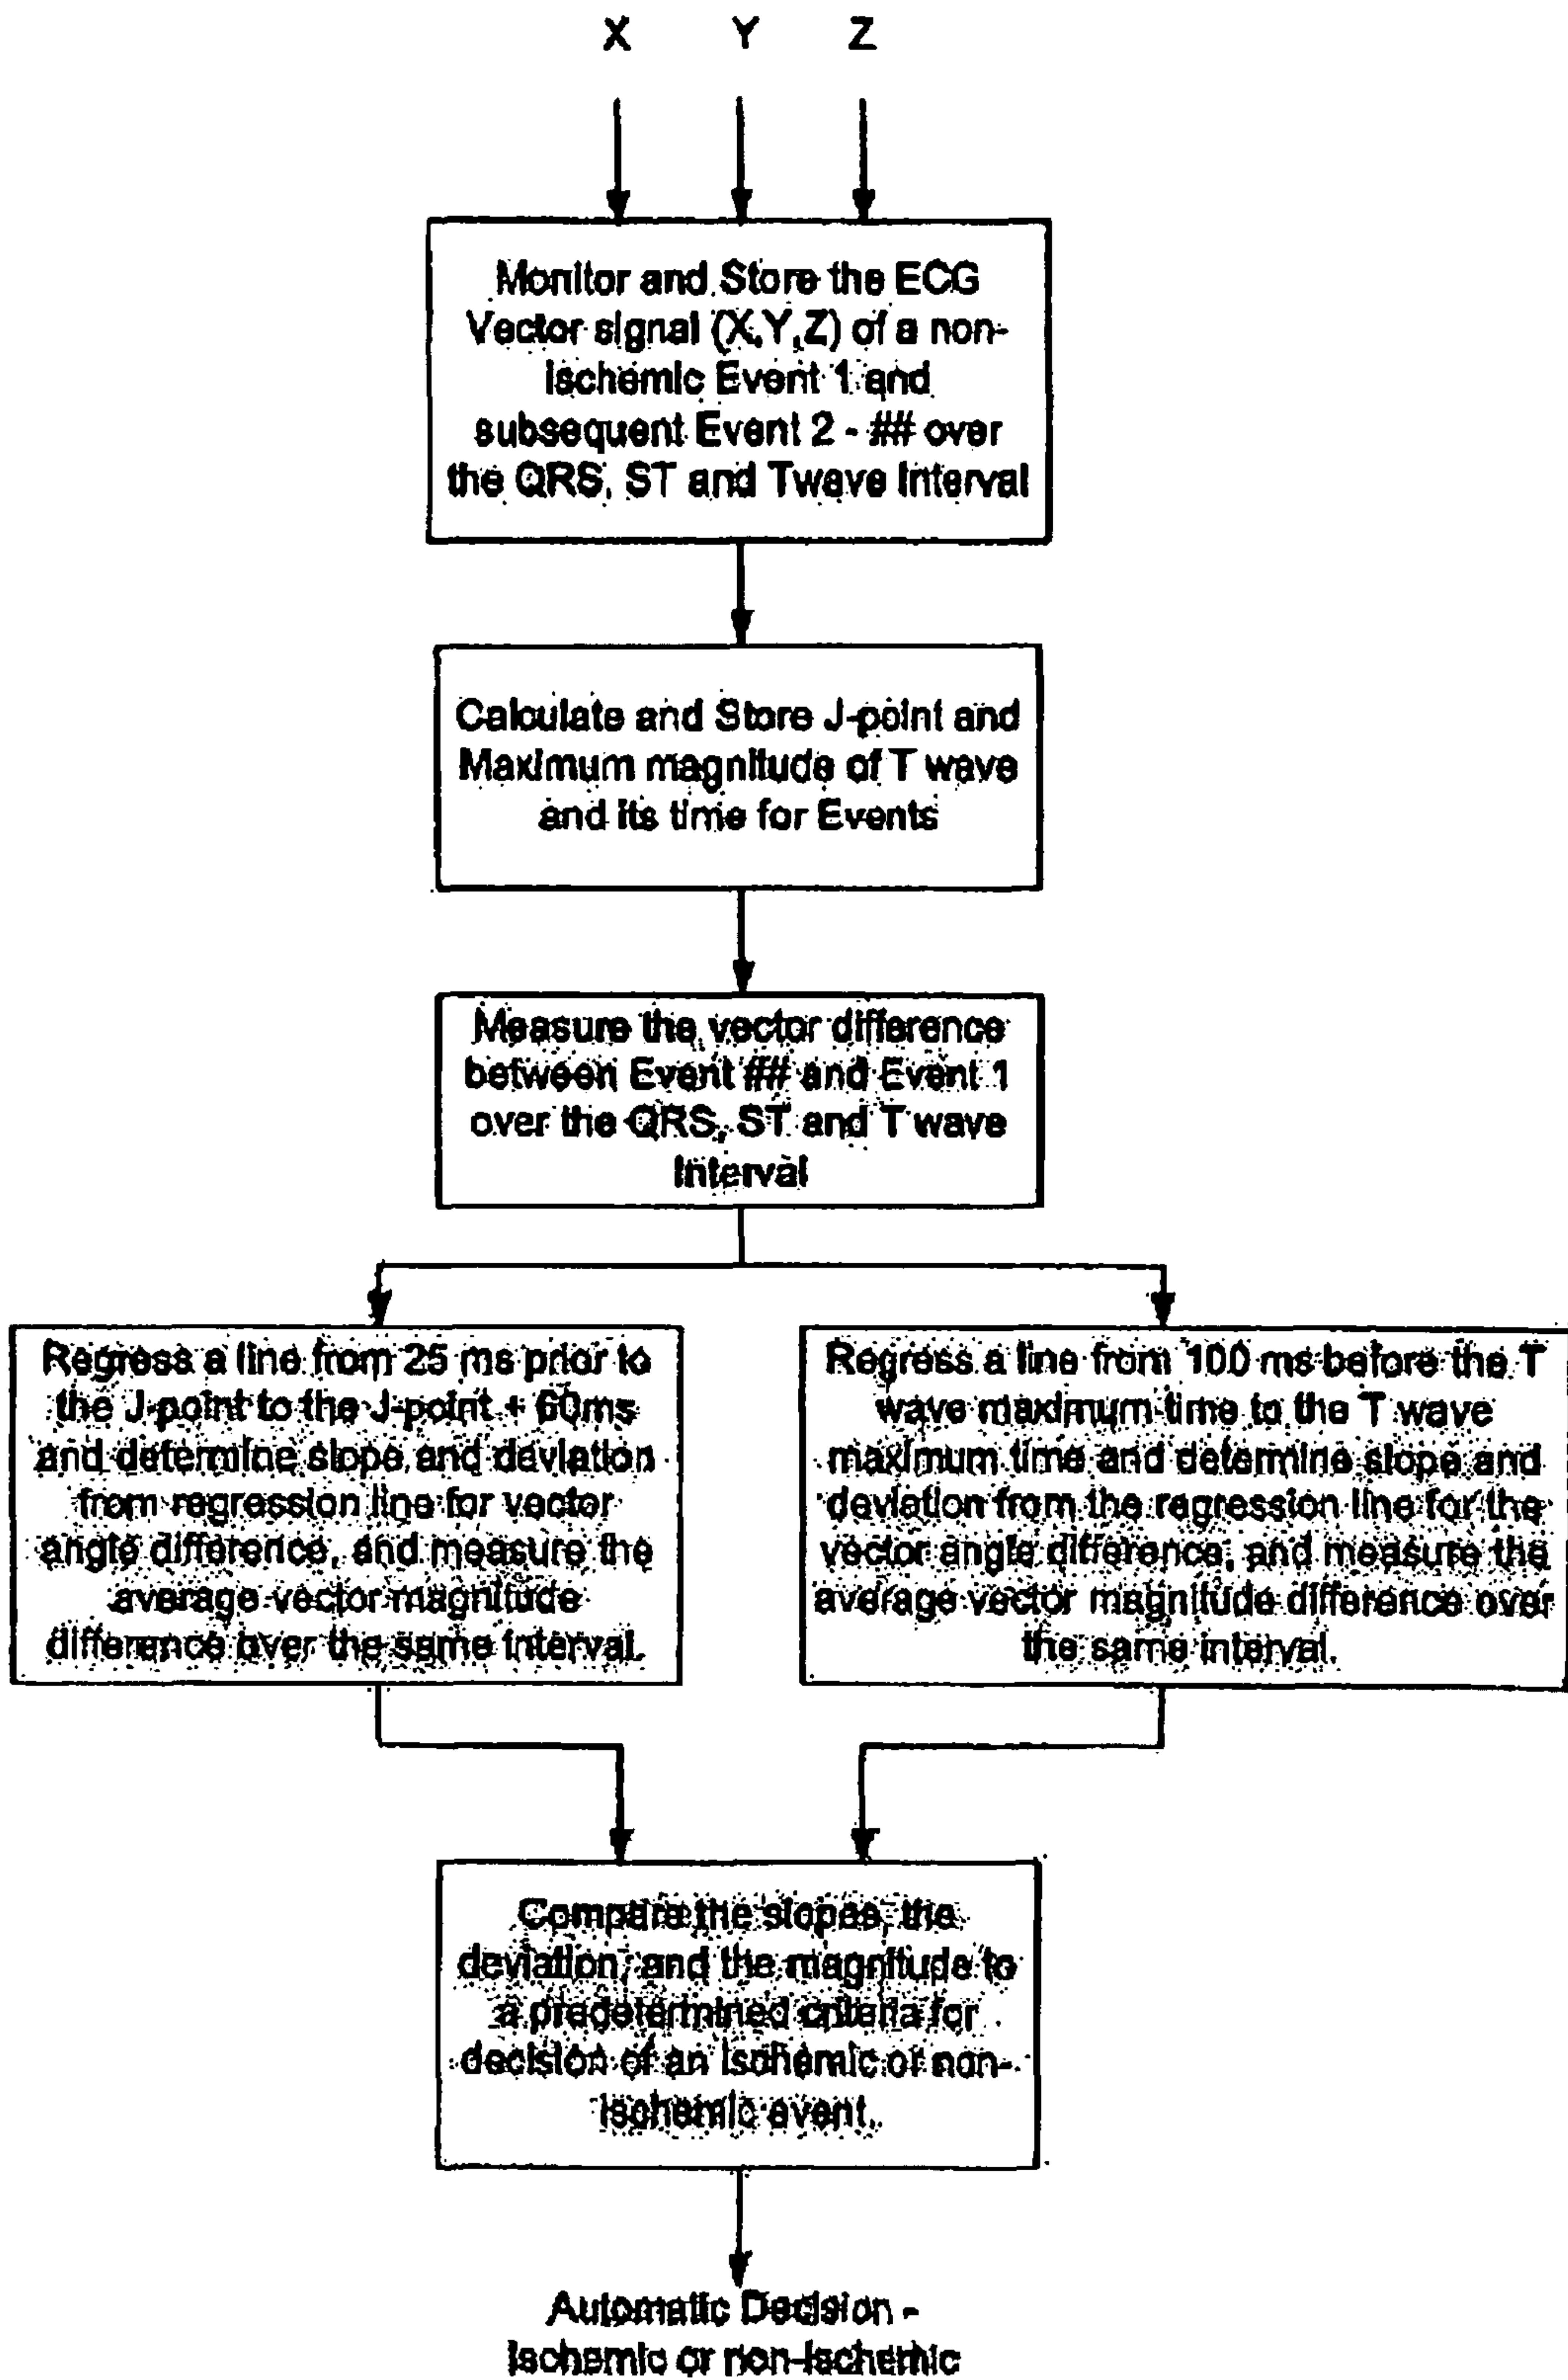 X Y Z
Monitor and Store the ECG
Vector signal (X,Y,Z) of a non-
Ischemic Event 1 and
subsequent Event 2 - ## over
the QRS, ST and Twave Interval
Calculate and Store J-point and
Maximum magnitude of T wave
and its time for Events
Measure the vector difference
between Event ## and Event 1
over the QRS, ST and T wave
Interval
Regress a line from 25 ms prior to
the J-point to the J-point + 60ms
and determine slope and deviation
from regression line for vector
angle difference, and measure the
average vector magnitude
difference over the same interval.
Regress a line from 100 ms before the T
wave maximum time to the T wave
maximum time and determine slope and
deviation from the regression line for the
vector angle difference, and measure the
average vector magnitude difference over
the same interval.
Compare the slopes, the
deviation, and the magnitude to
a predetermined criteria for
decision of an ischemic or non-
ischemic event.
Automatic Decision -
Ischemic or non-Ischemic